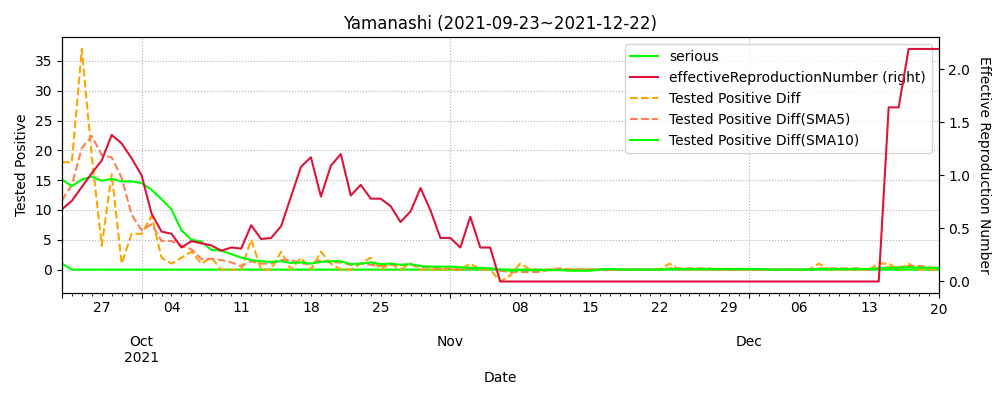 Yamanashi (2021-09-23~2021-12-22)
serious
effectiveReproductionNumber (right)
Tested Positive Diff
Tested Positive Diff(SMA5)
Tested Positive Diff(SMA10)
Tested Positive
35
30
25
20
15
10
5
0
2.0
1.5
1.0
0.5
0.0
Effective Reproduction Number
27 04 11 18 25 08 15 22 29 06 13 20
Oct Nov Dec
2021
Date